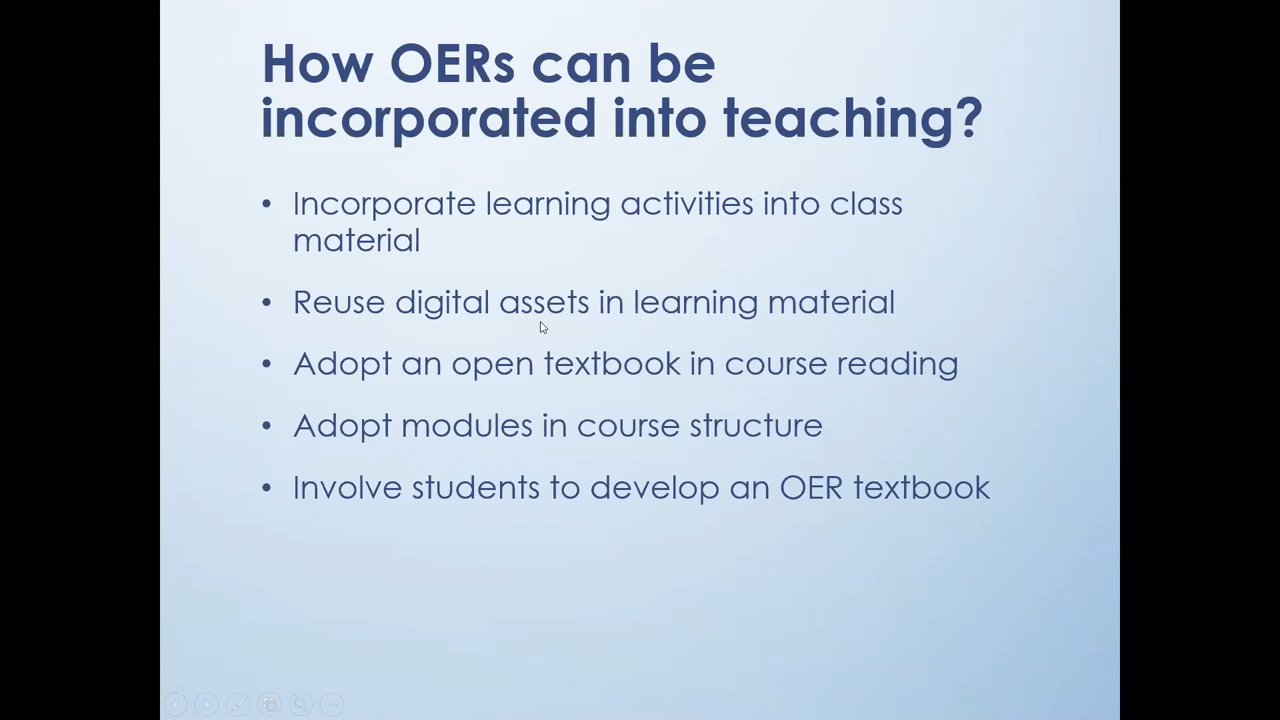 How OERs can be
incorporated into teaching?
• Incorporate learning activities into class
material
• Reuse digital assets in learning material
• Adopt an open textbook in course reading
• Adopt modules in course structure
• Involve students to develop an OER textbook